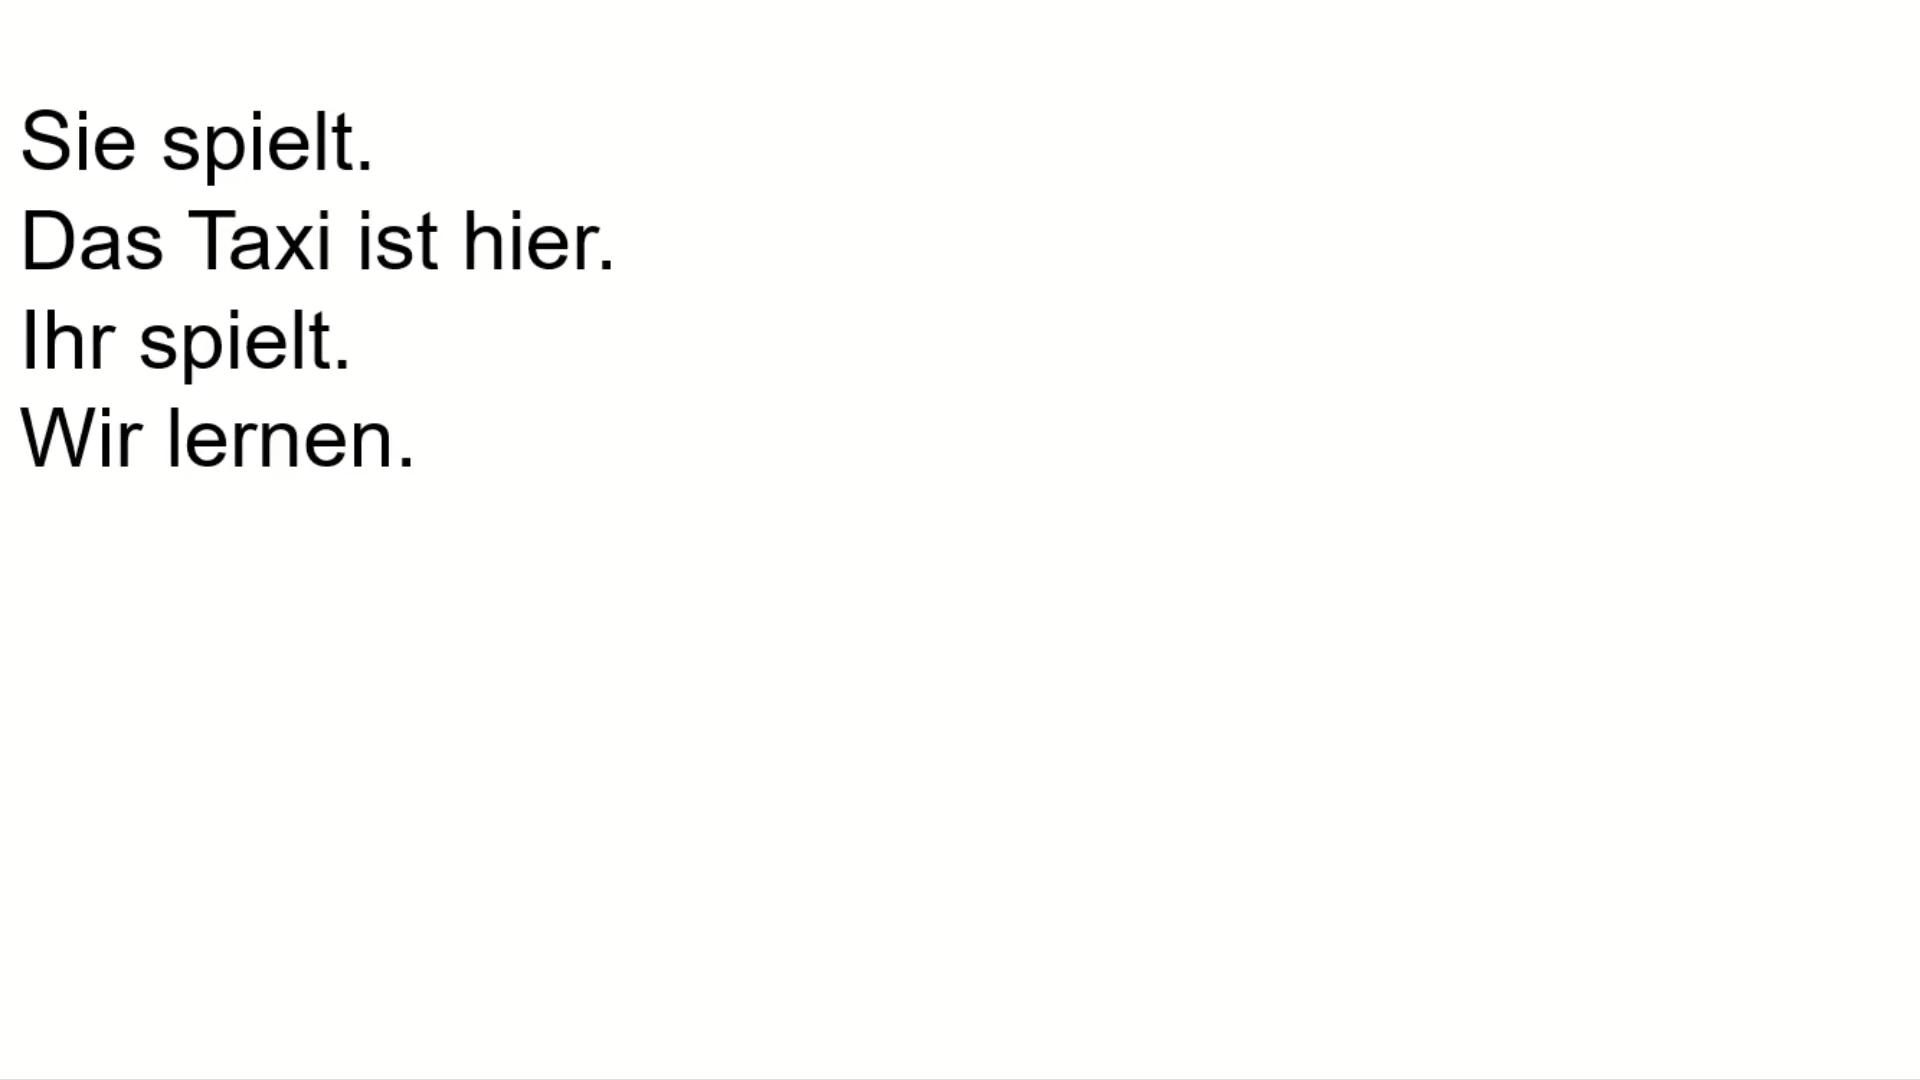 Sie spielt.
Das Taxi ist hier.
Ihr spielt.
Wir lernen.